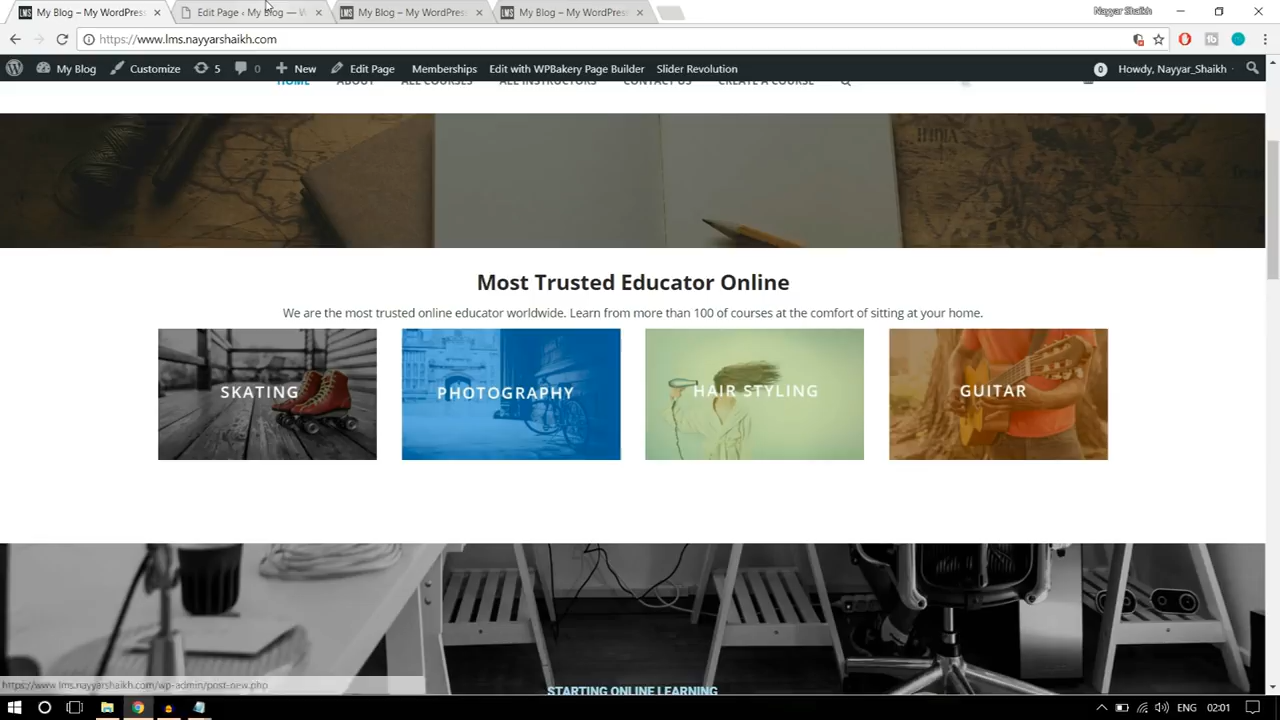 My Blog – My WordPress
Edit Page ‹ My Blog — W
My Blog – My WordPress
My Blog – My WordPress
Nayyar Shaikh
https://www.lms.nayyarshaikh.com
My Blog
Customize
5
0
New
Edit Page
Memberships
Edit with WPBakery Page Builder
Slider Revolution
0
Howdy, Nayyar_Shaikh
HOME
ABOUT
ALL COURSES
ALL INSTRUCTORS
CONTACT US
CREATE A COURSE
Most Trusted Educator Online
We are the most trusted online educator worldwide. Learn from more than 100 of courses at the comfort of sitting at your home.
SKATING
PHOTOGRAPHY
HAIR STYLING
GUITAR
STARTING ONLINE LEARNING
https://www.lms.nayyarshaikh.com/wp-admin/post-new.php
ENG
02:01